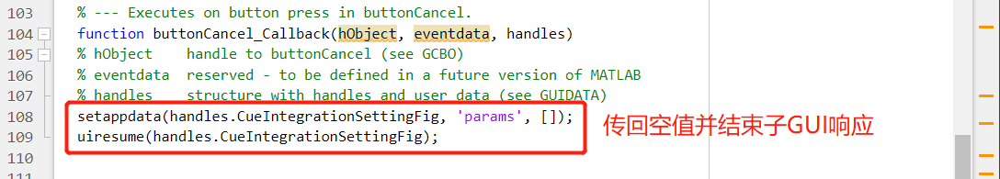 103 % --- Executes on button press in buttonCancel.
104 function buttonCancel_Callback(hObject, eventdata, handles)
105 % hObject    handle to buttonCancel (see GCBO)
106 % eventdata  reserved - to be defined in a future version of MATLAB
107 % handles    structure with handles and user data (see GUIDATA)
108 setappdata(handles.CueIntegrationSettingFig, 'params', []);
109 uiresume(handles.CueIntegrationSettingFig);
传回空值并结束子GUI响应
110
111